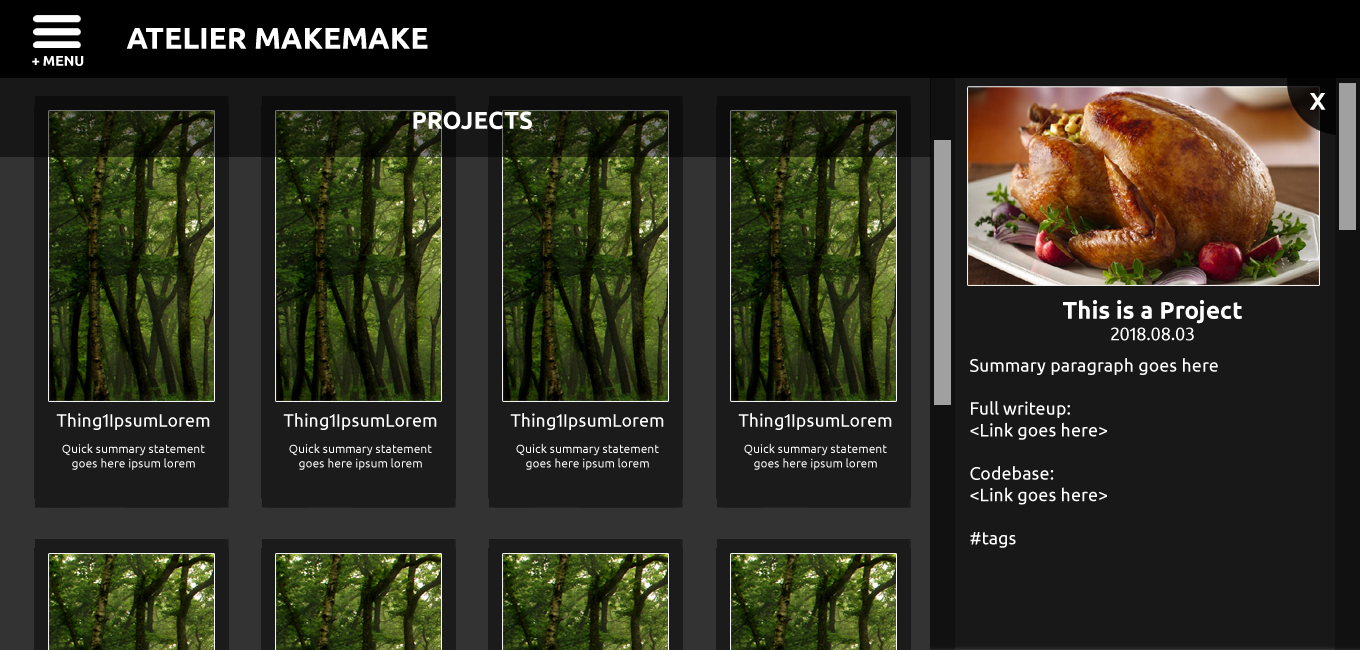 + MENU
ATELIER MAKEMAKE
PROJECTS
Thing1IpsumLorem
Quick summary statement
goes here ipsum lorem
Thing1IpsumLorem
Quick summary statement
goes here ipsum lorem
Thing1IpsumLorem
Quick summary statement
goes here ipsum lorem
Thing1IpsumLorem
Quick summary statement
goes here ipsum lorem
X
This is a Project
2018.08.03
Summary paragraph goes here
Full writeup:
<Link goes here>
Codebase:
<Link goes here>
#tags